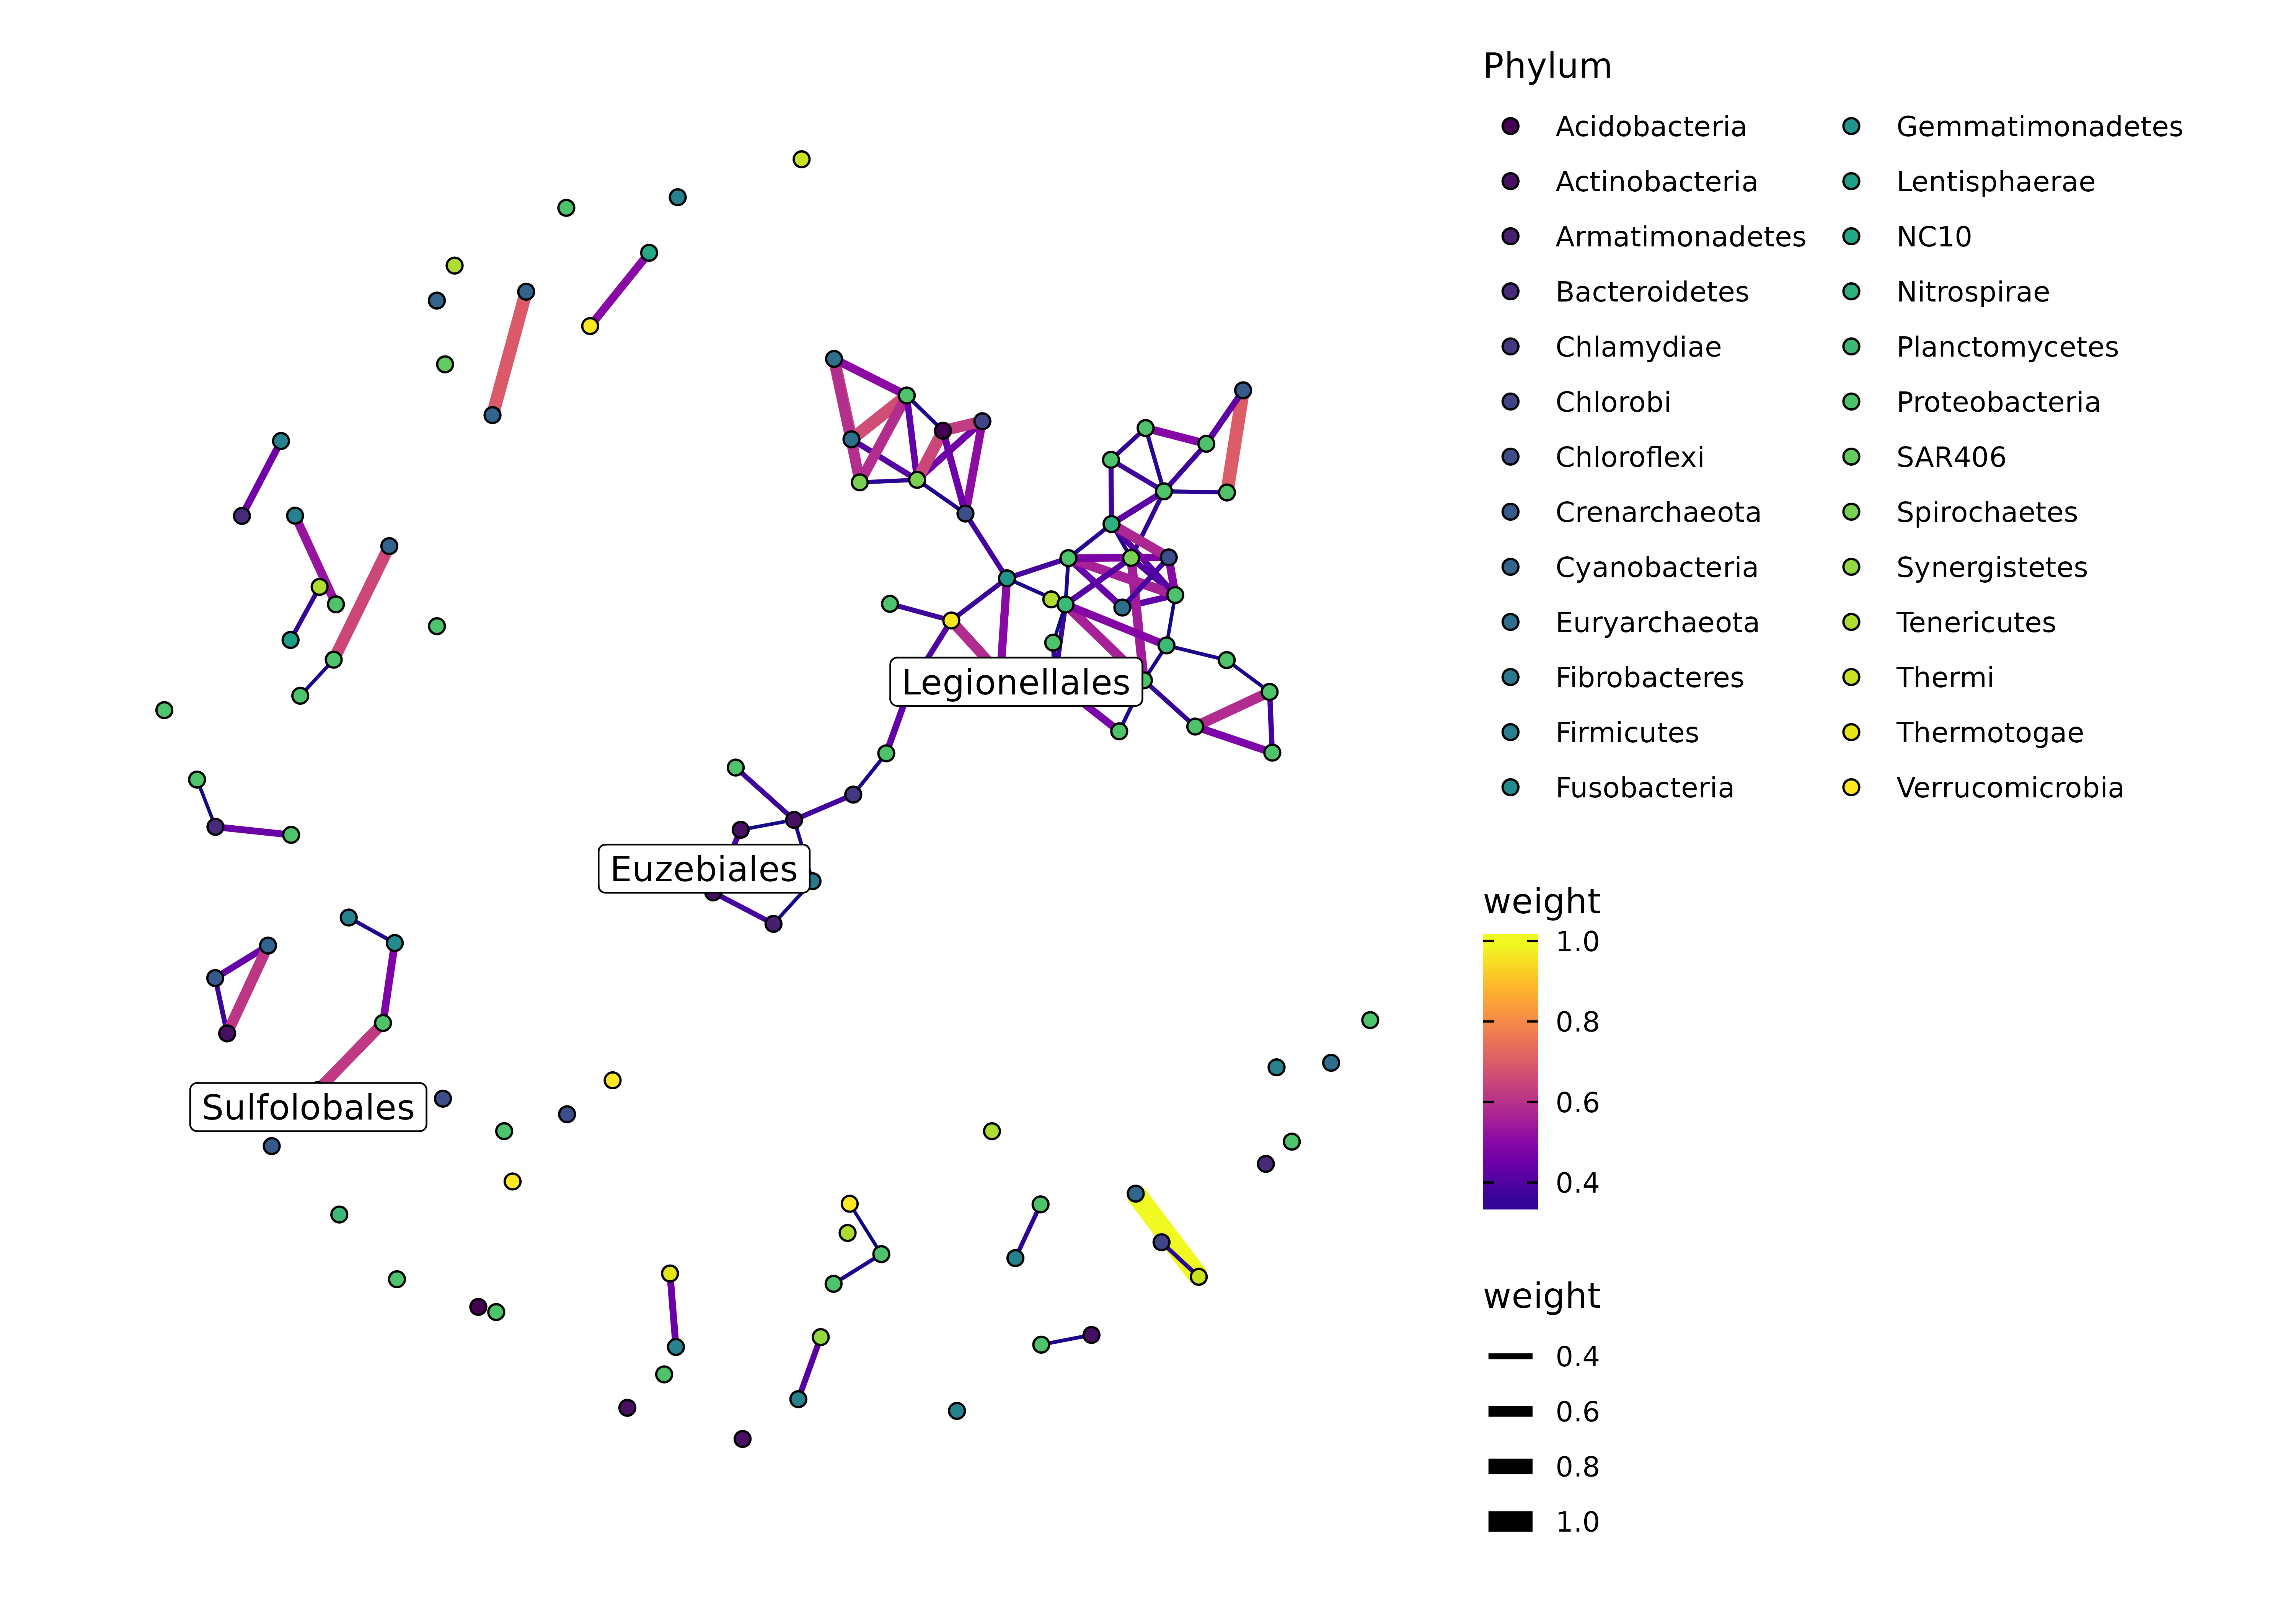 Phylum
Acidobacteria
Actinobacteria
Armatimonadetes
Bacteroidetes
Chlamydiae
Chlorobi
Chloroflexi
Crenarchaeota
Cyanobacteria
Euryarchaeota
Fibrobacteres
Firmicutes
Fusobacteria
Gemmatimonadetes
Lentisphaerae
NC10
Nitrospirae
Planctomycetes
Proteobacteria
SAR406
Spirochaetes
Synergistetes
Tenericutes
Thermi
Thermotogae
Verrucomicrobia
Legionellales
Euzebiales
Sulfolobales
weight
1.0
0.8
0.6
0.4
weight
0.4
0.6
0.8
1.0